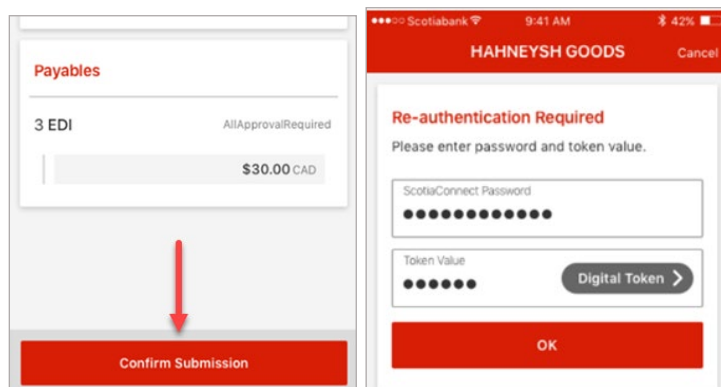 Payables
3 EDI AllApprovalRequired
$30.00 CAD
Confirm Submission
Scotiabank 9:41 AM 42%
HAHNEYSH GOODS Cancel
Re-authentication Required
Please enter password and token value.
ScotiaConnect Password
●●●●●●●●●●●●
Token Value
●●●●●● Digital Token
OK